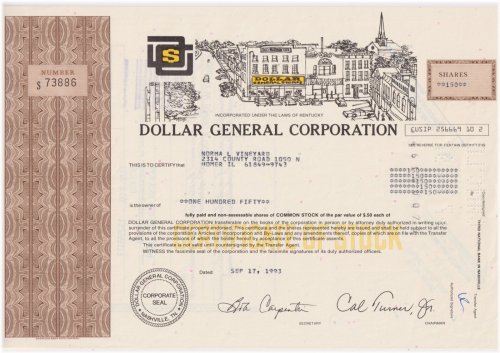 NUMBER
S 73886
S
DOLLAR
SHARES
**150**
INCORPORATED UNDER THE LAWS OF KENTUCKY
DOLLAR GENERAL CORPORATION
CUSIP 256669 10 2
SEE REVERSE FOR CERTAIN DEFINITIONS
THIS IS TO CERTIFY that
NORMA L VINEYARD
2314 COUNTY ROAD 1050 N
HOMER IL 61849-9743
is the owner of
**ONE HUNDRED FIFTY**
fully paid and non-assessable shares of COMMON STOCK of the par value of $.50 each of
DOLLAR GENERAL CORPORATION transferable on the books of the corporation in person or by attorney duly authorized in writing upon
surrender of this certificate properly endorsed. This certificate and the shares represented hereby are issued and shall be held subject to all the
provisions of the corporations Articles of Incorporation and any amendments thereto, copies of which are on file with the Transfer
Agent, to all the provisions of which the holder by acceptance of this certificate assents.
This certificate is not valid until countersigned by the Transfer Agent.
WITNESS the facsimile seal of the corporation and the facsimile signatures of its duly authorized officers.
Dated:
SEP 17, 1993
DOLLAR GENERAL CORPORATION
CORPORATE
SEAL
NASHVILLE, TN.
Bob Carpenter
SECRETARY
Cal Turner, Jr.
CHAIRMAN